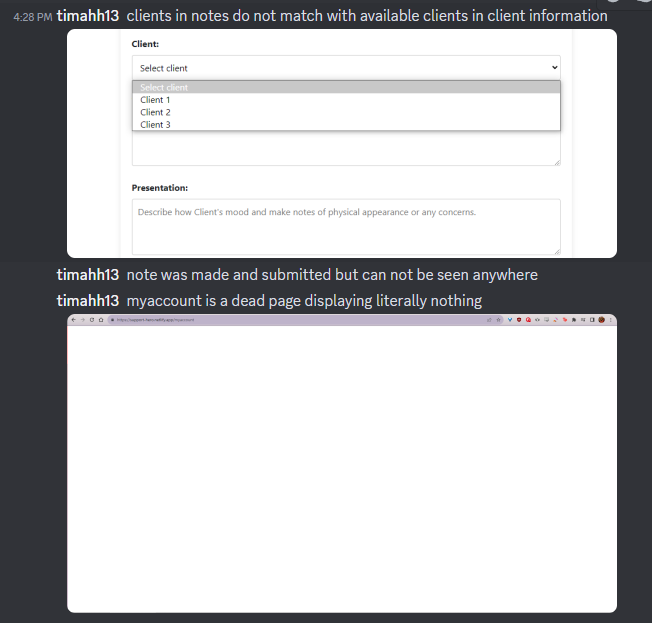 4:28 PM timahh13 clients in notes do not match with available clients in client information
Client:
Select client
Select client
Client 1
Client 2
Client 3
Presentation:
Describe how Client's mood and make notes of physical appearance or any concerns.
timahh13 note was made and submitted but can not be seen anywhere
timahh13 myaccount is a dead page displaying literally nothing